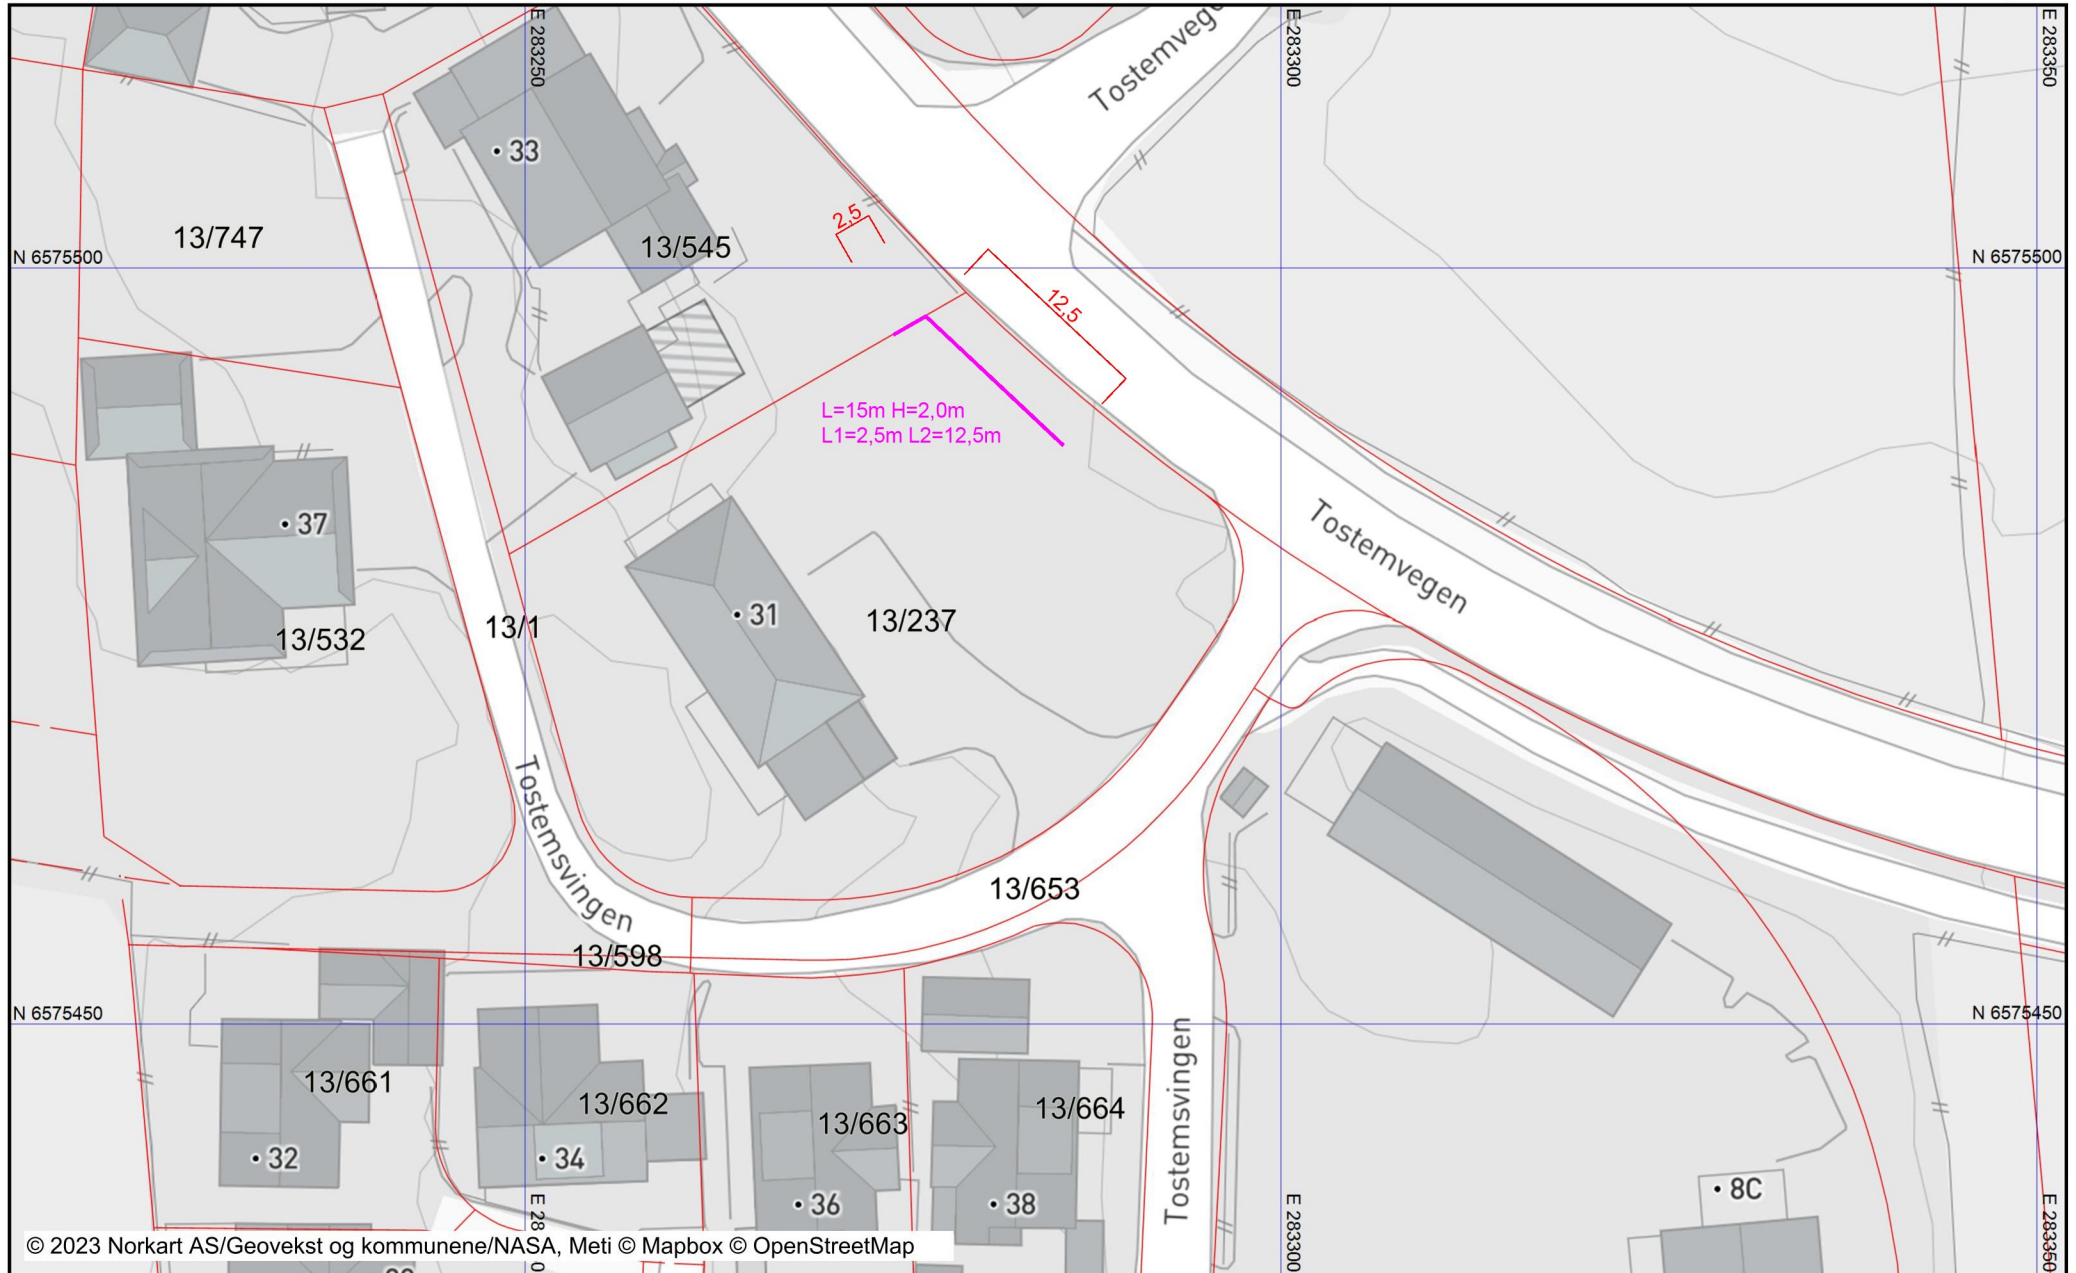 E 283250
E 283300
E 283350
Tostemvege
33
2,5
13/747
13/545
N 6575500
N 6575500
12,5
L=15m H=2,0m
L1=2,5m L2=12,5m
37
Tostemvegen
31
13/237
13/1
13/532
Tostemsvingen
13/653
13/598
N 6575450
N 6575450
13/661
13/662
13/663
13/664
Tostemsvingen
32
34
36
38
8C
E 28
0
E 283300
E 283350
© 2023 Norkart AS/Geovekst og kommunene/NASA, Meti © Mapbox © OpenStreetMap